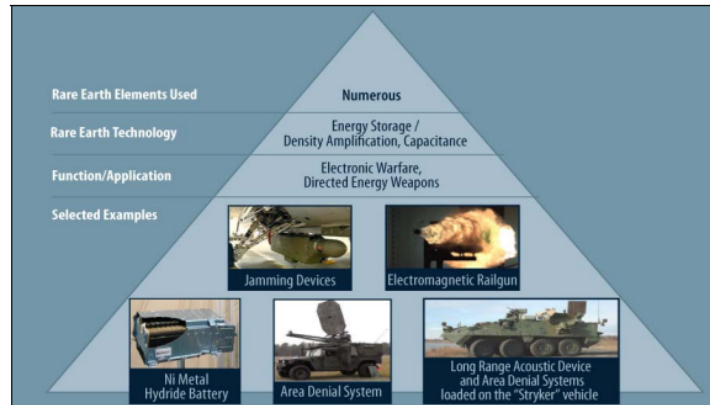 Rare Earth Elements Used
Numerous
Rare Earth Technology
Energy Storage /
Density Amplification, Capacitance
Function/Application
Electronic Warfare,
Directed Energy Weapons
Selected Examples
Jamming Devices
Electromagnetic Railgun
Ni Metal
Hydride Battery
Area Denial System
Long Range Acoustic Device
and Area Denial Systems
loaded on the "Stryker" vehicle